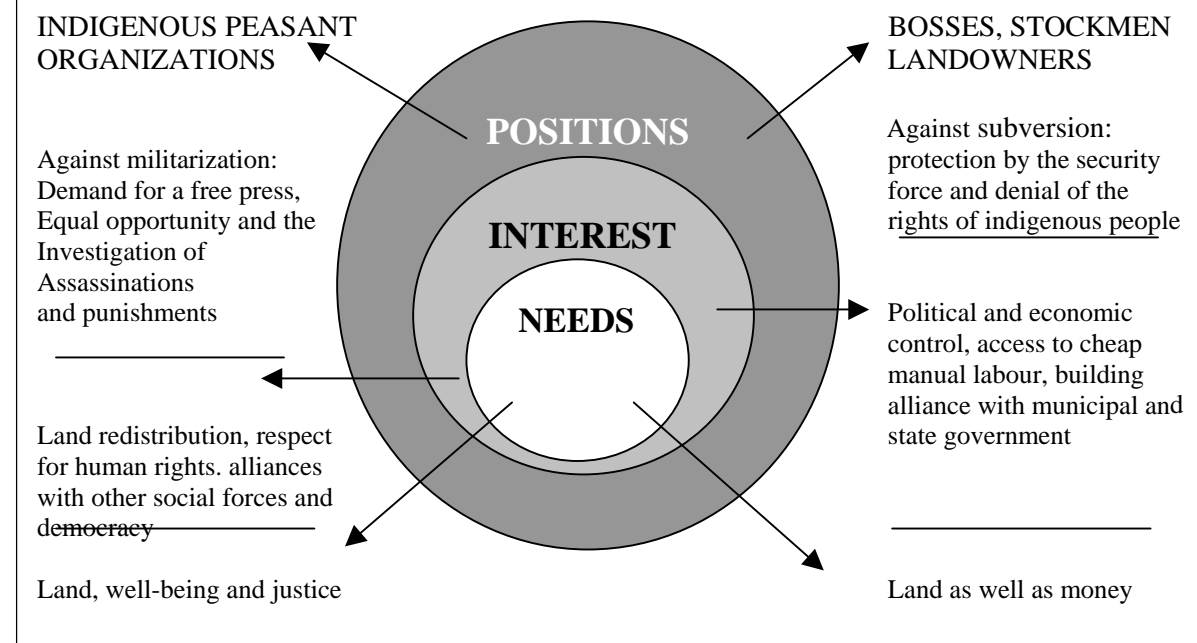 INDIGENOUS PEASANT
ORGANIZATIONS
Against militarization:
Demand for a free press,
Equal opportunity and the
Investigation of
Assassinations
and punishments
Land redistribution, respect
for human rights. alliances
with other social forces and
democracy
Land, well-being and justice
POSITIONS
INTEREST
NEEDS
BOSSES, STOCKMEN
LANDOWNERS
Against subversion:
protection by the security
force and denial of the
rights of indigenous people
Political and economic
control, access to cheap
manual labour, building
alliance with municipal and
state government
Land as well as money